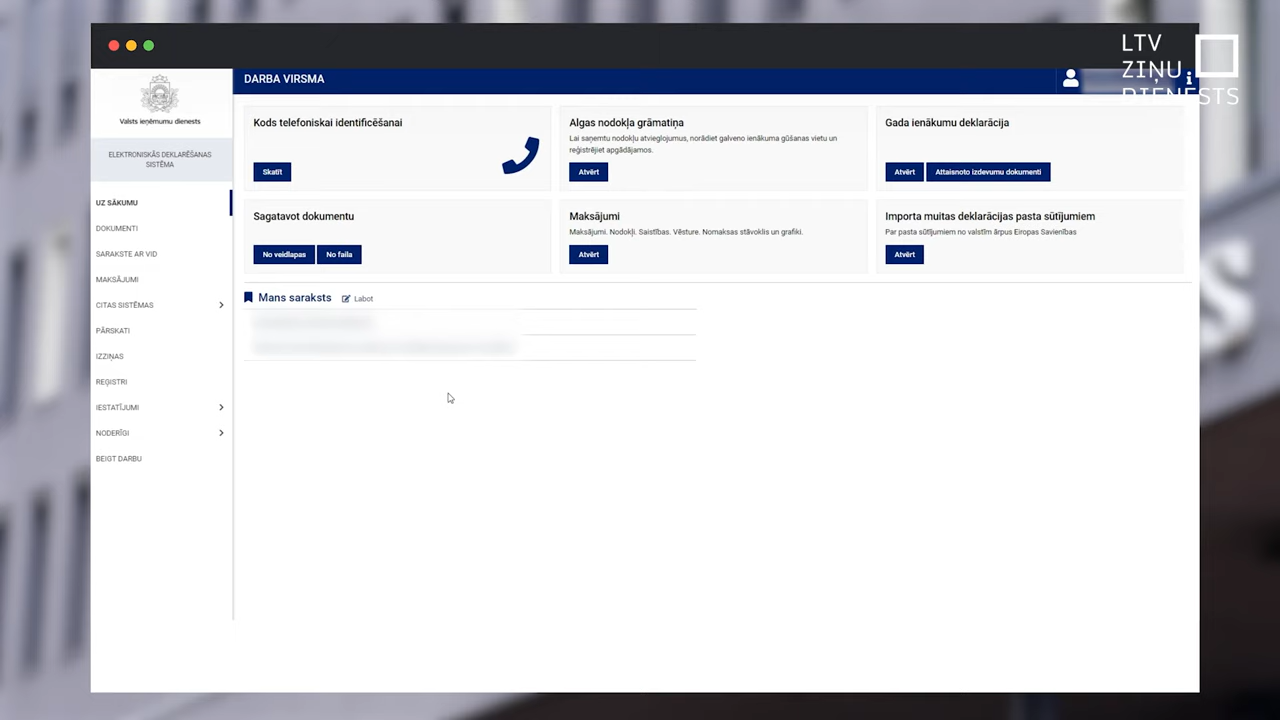 LTV
ZIŅU
DIENESTS
DARBA VIRSMA
Valsts ieņēmumu dienests
ELEKTRONISKĀS DEKLARĒŠANAS
SISTĒMA
UZ SĀKUMU
DOKUMENTI
SARAKSTE AR VID
MAKSĀJUMI
CITAS SISTĒMAS
PĀRSKATI
IZZIŅAS
REĢISTRI
IESTATĪJUMI
NODERĪGI
BEIGT DARBU
Kods telefoniskai identificēšanai
Skatīt
Algas nodokļa grāmatiņa
Lai saņemtu nodokļu atvieglojumus, norādiet galveno ienākuma gūšanas vietu un
reģistrējiet apgādājamos.
Atvērt
Gada ienākumu deklarācija
Atvērt Attaisnoto izdevumu dokumenti
Sagatavot dokumentu
No veidlapas No faila
Maksājumi
Maksājumi. Nodokļi. Saistības. Vēsture. Nomaksas stāvoklis un grafiki.
Atvērt
Importa muitas deklarācijas pasta sūtījumiem
Par pasta sūtījumiem no valstīm ārpus Eiropas Savienības
Atvērt
Mans saraksts Labot